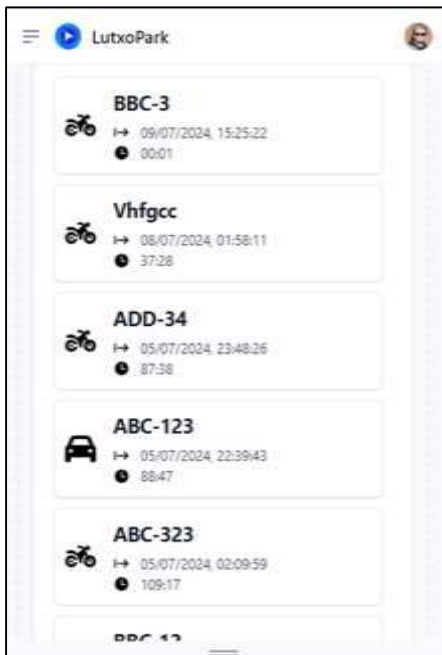 LutxoPark
BBC-3
09/07/2024, 15:25:22
00:01
Vhfgcc
08/07/2024, 01:58:11
37:28
ADD-34
05/07/2024, 23:48:26
87:38
ABC-123
05/07/2024, 22:39:43
88:47
ABC-323
05/07/2024, 02:09:59
109:17
BBC-12